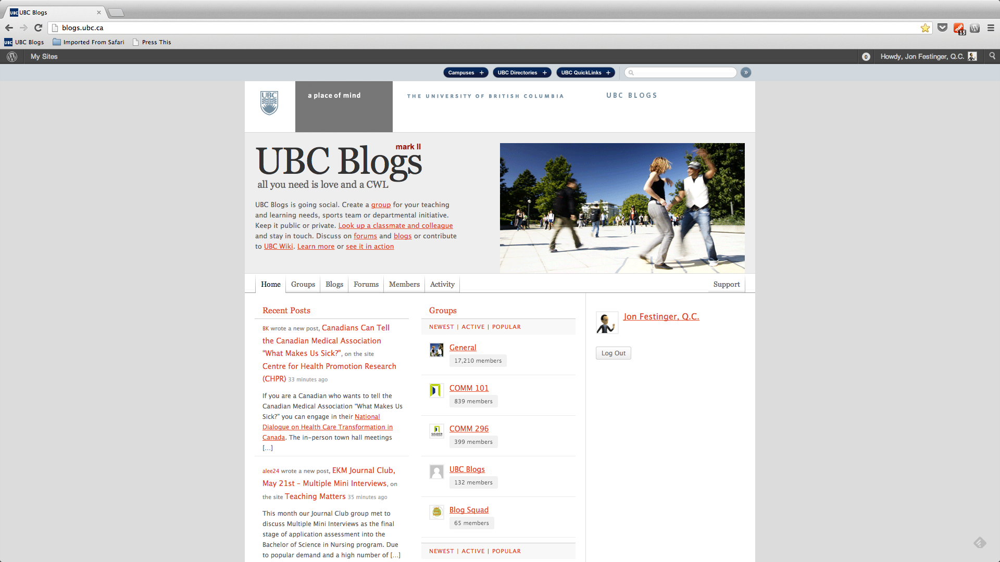 UBC UBC Blogs
blogs.ubc.ca
15
UBC UBC Blogs Imported From Safari Press This
My Sites 0 Howdy, Jon Festinger, Q.C.
Campuses + UBC Directories + UBC QuickLinks + »
UBC a place of mind THE UNIVERSITY OF BRITISH COLUMBIA UBC BLOGS
mark II
UBC Blogs
all you need is love and a CWL
UBC Blogs is going social. Create a group for your teaching
and learning needs, sports team or departmental initiative.
Keep it public or private. Look up a classmate and colleague
and stay in touch. Discuss on forums and blogs or contribute
to UBC Wiki. Learn more or see it in action
Home Groups Blogs Forums Members Activity Support
Recent Posts
BK wrote a new post, Canadians Can Tell
the Canadian Medical Association
“What Makes Us Sick?”, on the site
Centre for Health Promotion Research
(CHPR) 33 minutes ago
If you are a Canadian who wants to tell the
Canadian Medical Association “What Makes Us
Sick?” you can engage in their National
Dialogue on Health Care Transformation in
Canada. The in-person town hall meetings
[...]
alee24 wrote a new post, EKM Journal Club,
May 21st – Multiple Mini Interviews, on
the site Teaching Matters 35 minutes ago
This month our Journal Club group met to
discuss Multiple Mini Interviews as the final
stage of application assessment into the
Bachelor of Science in Nursing program. Due
to popular demand and a high number of [...]
Groups
NEWEST | ACTIVE | POPULAR
General
17,210 members
COMM 101
839 members
SAUDER
COMM 296
399 members
UBC Blogs
132 members
Blog Squad
65 members
NEWEST | ACTIVE | POPULAR
Jon Festinger, Q.C.
Log Out